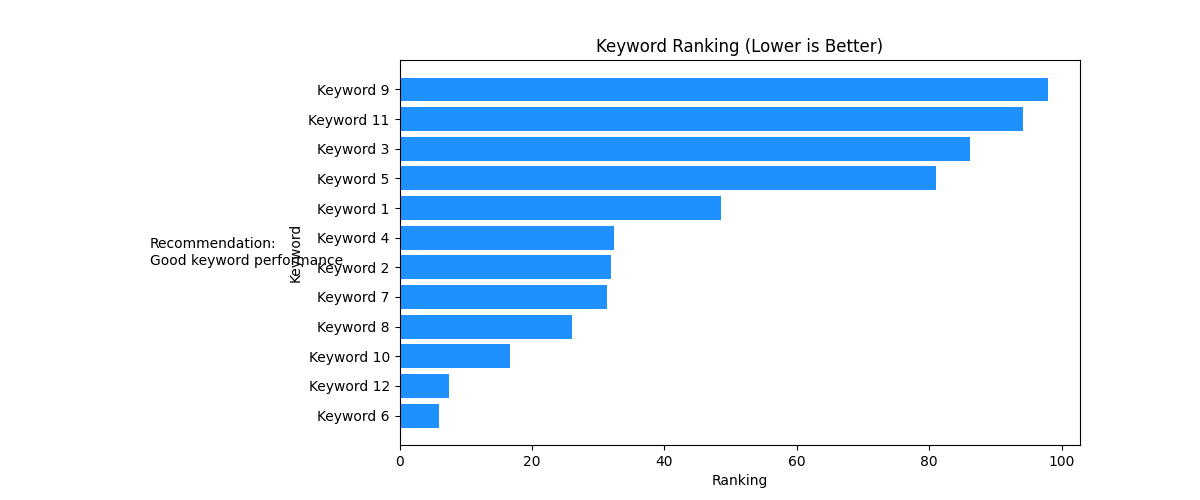 Keyword Ranking (Lower is Better)
Keyword 9
Keyword 11
Keyword 3
Keyword 5
Keyword 1
Keyword 4
Keyword 2
Keyword 7
Keyword 8
Keyword 10
Keyword 12
Keyword 6
Keyword
Recommendation:
Good keyword performance
0 20 40 60 80 100
Ranking